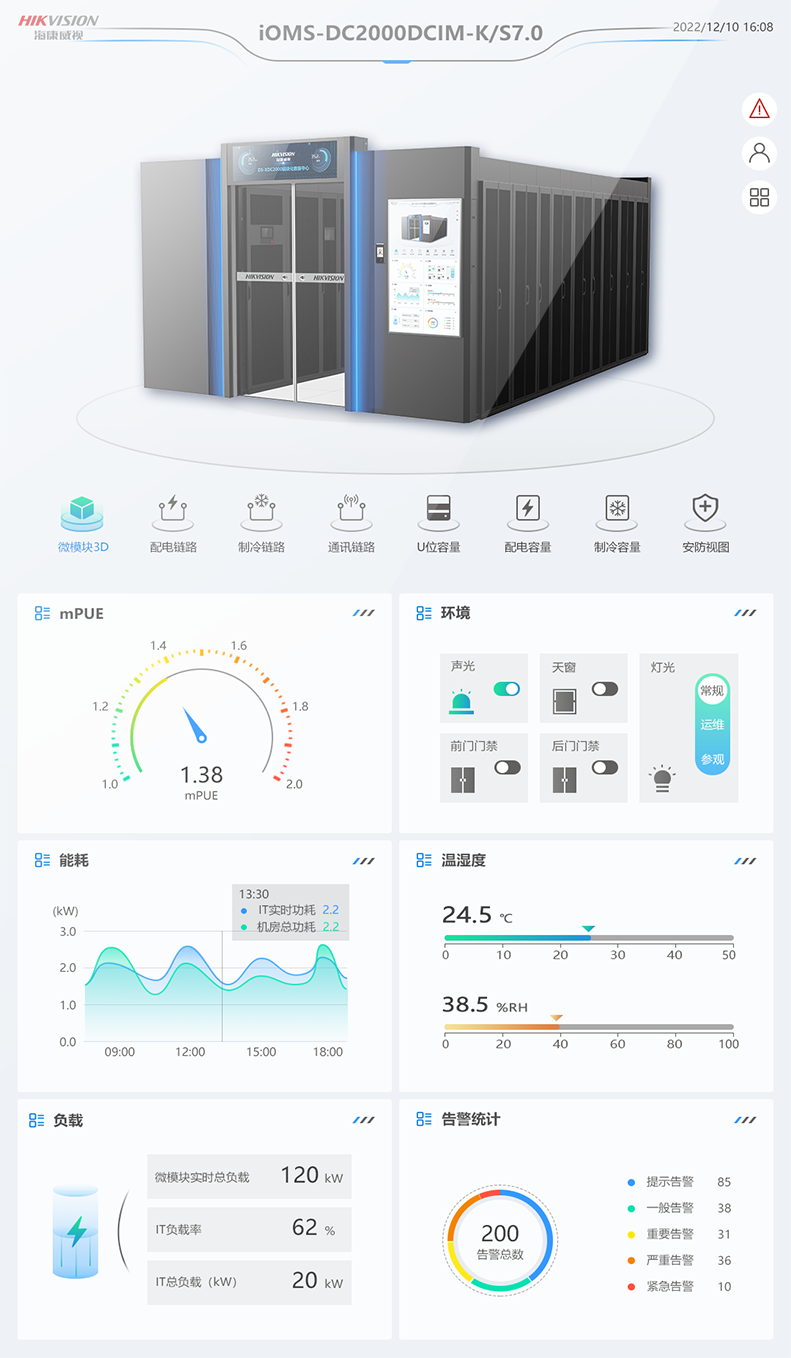 HIKVISION
海康威视
iOMS-DC2000DCIM-K/S7.0
2022/12/10 16:08
HIKVISION
HIKVISION HIKVISION
微模块3D 配电链路 制冷链路 通讯链路 U位容量 配电容量 制冷容量 安防视图
mPUE
1.0 1.2 1.4 1.6 1.8 2.0
1.38
mPUE
环境
声光 天窗 灯光
常规
运维
参观
前门门禁 后门门禁
能耗
13:30
IT实时功耗 2.2
机房总功耗 2.2
(kW)
3.0
2.0
1.0
0.0
09:00 12:00 15:00 18:00
温湿度
24.5 ℃
0 10 20 30 40 50
38.5 %RH
0 20 40 60 80 100
负载
微模块实时总负载 120 kW
IT负载率 62 %
IT总负载（kW） 20 kW
告警统计
200
告警总数
提示告警 85
一般告警 38
重要告警 31
严重告警 36
紧急告警 10